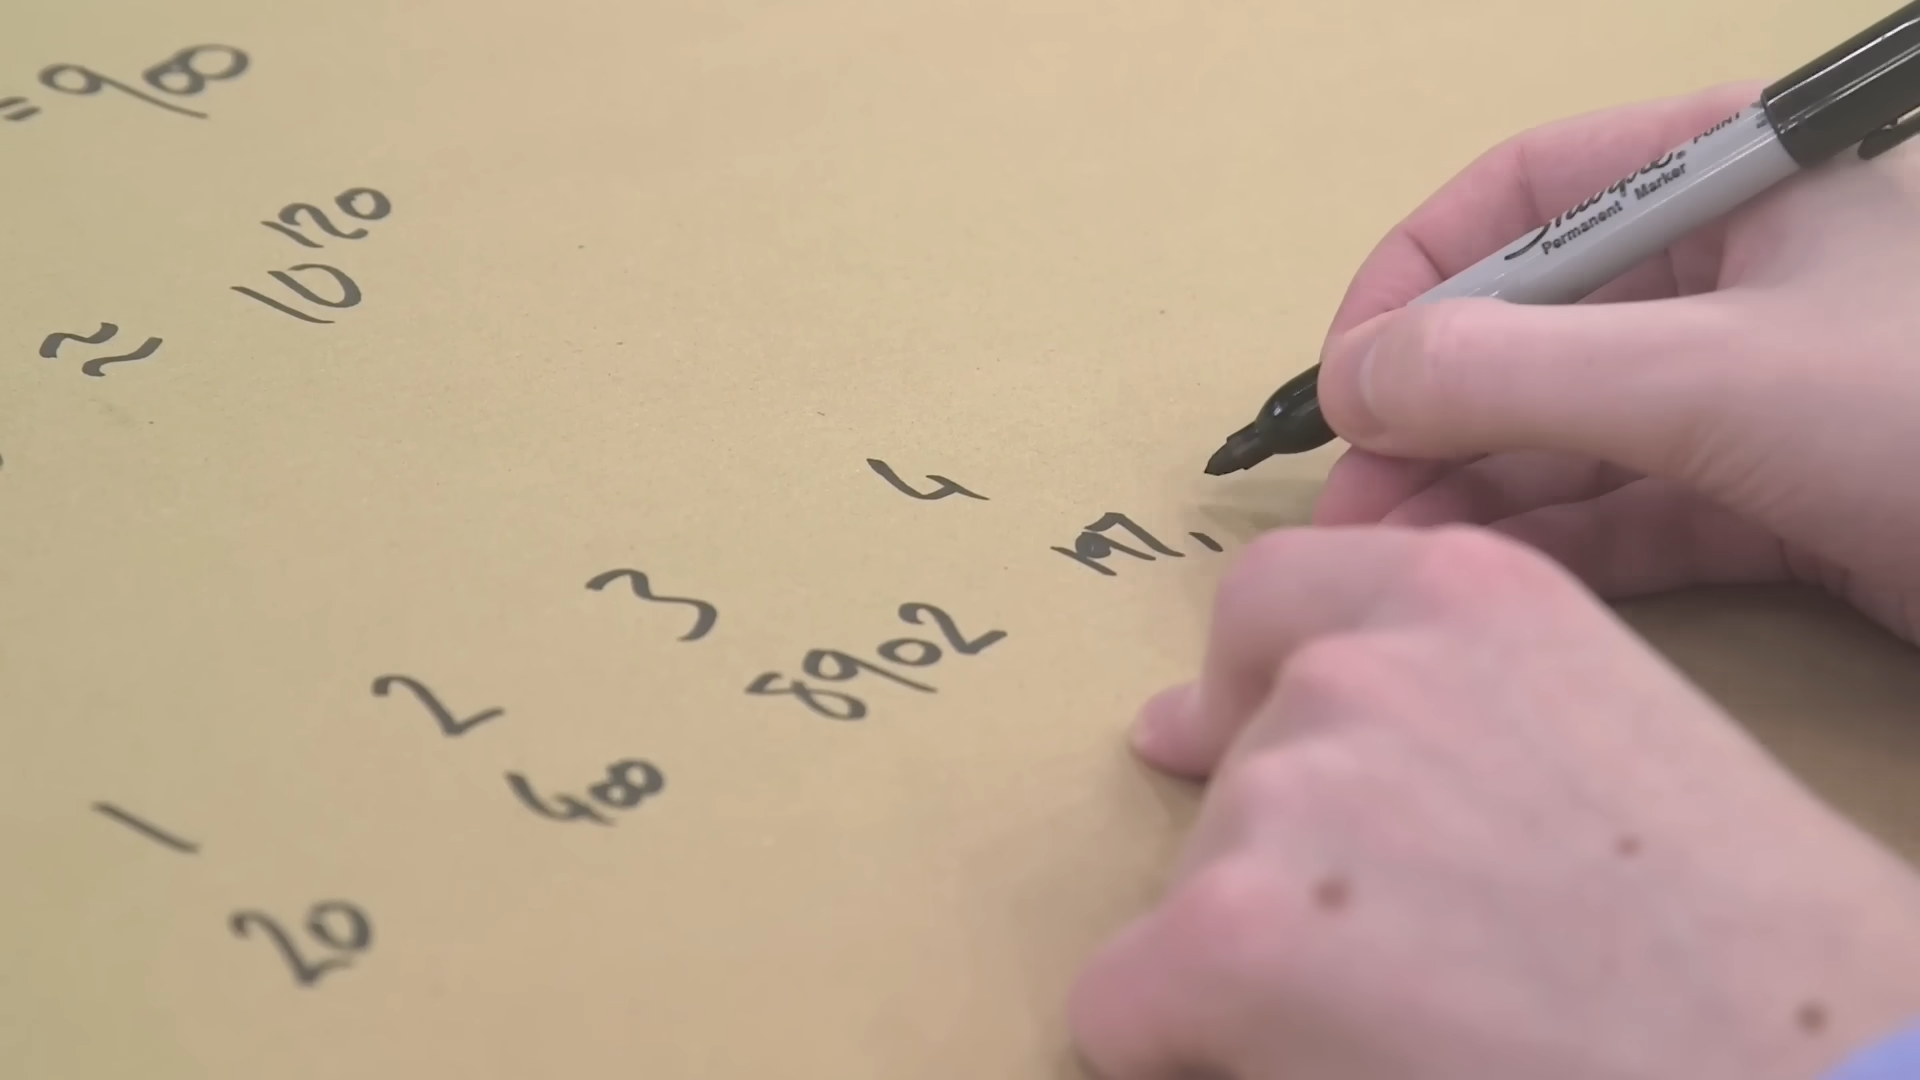 = 900
≈ 10¹²⁰
1 2 3 4
20 400 8902 197,
Permanent Marker
POINT
Sharpie